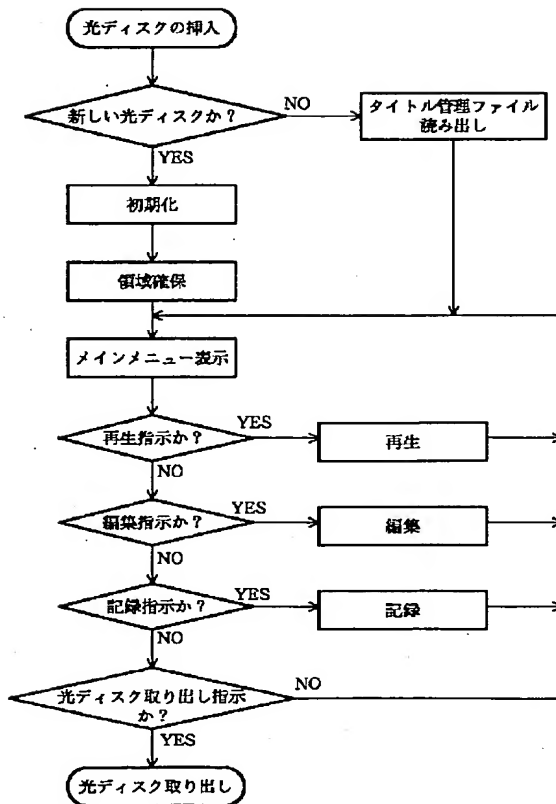 光ディスクの挿入
新しい光ディスクか？
NO
タイトル管理ファイル
読み出し
YES
初期化
領域確保
メインメニュー表示
再生指示か？
YES
再生
NO
編集指示か？
YES
編集
NO
記録指示か？
YES
記録
NO
光ディスク取り出し指示
か？
NO
YES
光ディスク取り出し